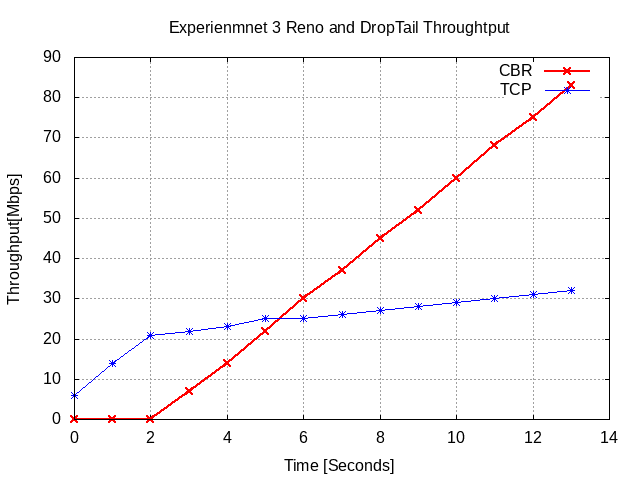 Experienmnet 3 Reno and DropTail Throughtput
90
80
70
60
50
40
30
20
10
0
Throughput[Mbps]
CBR
TCP
0 2 4 6 8 10 12 14
Time [Seconds]